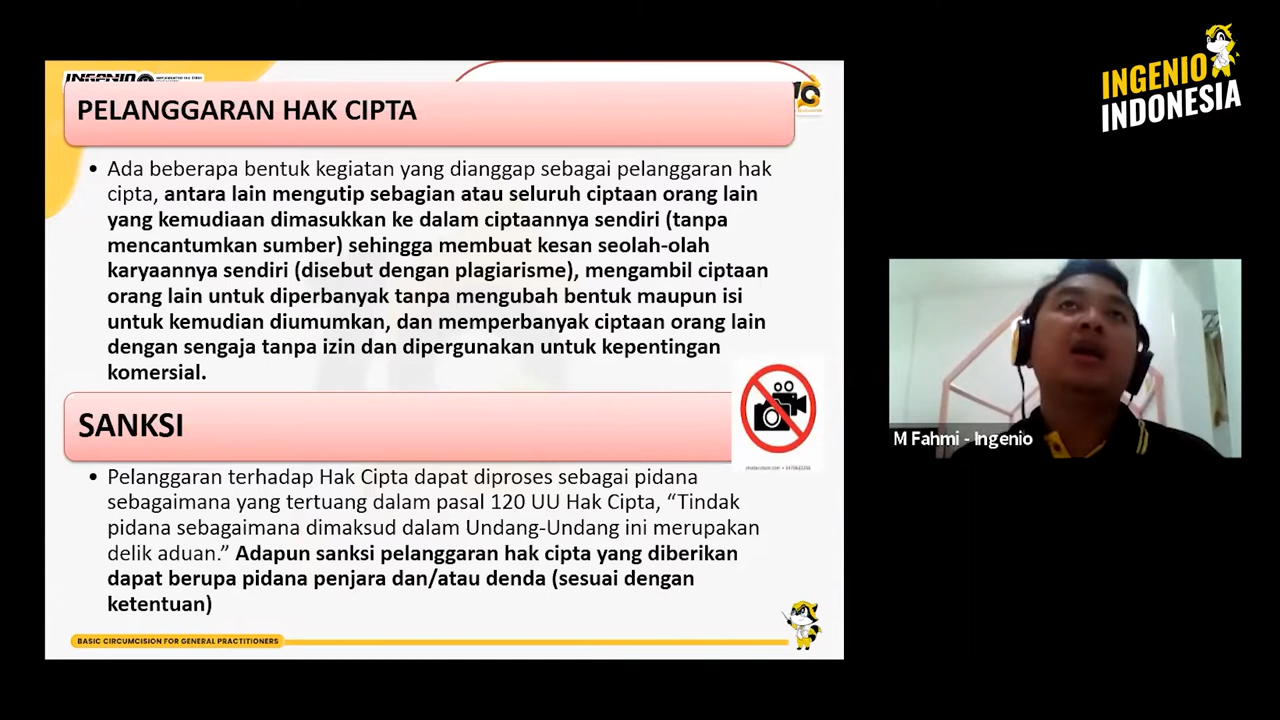 INGENIO
INDONESIA
INGENIO
PELANGGARAN HAK CIPTA
• Ada beberapa bentuk kegiatan yang dianggap sebagai pelanggaran hak
cipta, antara lain mengutip sebagian atau seluruh ciptaan orang lain
yang kemudiaan dimasukkan ke dalam ciptaannya sendiri (tanpa
mencantumkan sumber) sehingga membuat kesan seolah-olah
karyaannya sendiri (disebut dengan plagiarisme), mengambil ciptaan
orang lain untuk diperbanyak tanpa mengubah bentuk maupun isi
untuk kemudian diumumkan, dan memperbanyak ciptaan orang lain
dengan sengaja tanpa izin dan dipergunakan untuk kepentingan
komersial.
SANKSI
• Pelanggaran terhadap Hak Cipta dapat diproses sebagai pidana
sebagaimana yang tertuang dalam pasal 120 UU Hak Cipta, “Tindak
pidana sebagaimana dimaksud dalam Undang-Undang ini merupakan
delik aduan.” Adapun sanksi pelanggaran hak cipta yang diberikan
dapat berupa pidana penjara dan/atau denda (sesuai dengan
ketentuan)
BASIC CIRCUMCISION FOR GENERAL PRACTITIONERS
M Fahmi - Ingenio